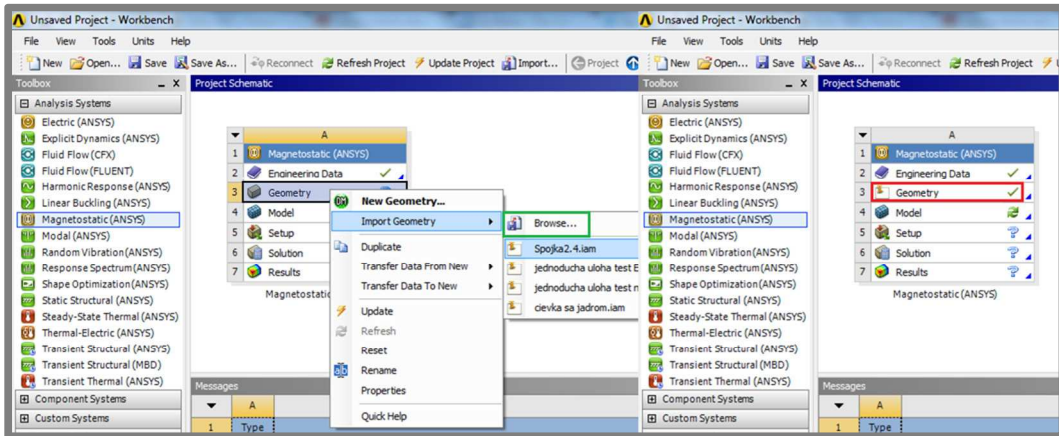 Unsaved Project - Workbench
File View Tools Units Help
New Open... Save Save As... Reconnect Refresh Project Update Project Import... Project
Toolbox
Analysis Systems
Electric (ANSYS)
Explicit Dynamics (ANSYS)
Fluid Flow (CFX)
Fluid Flow (FLUENT)
Harmonic Response (ANSYS)
Linear Buckling (ANSYS)
Magnetostatic (ANSYS)
Modal (ANSYS)
Random Vibration (ANSYS)
Response Spectrum (ANSYS)
Shape Optimization (ANSYS)
Static Structural (ANSYS)
Steady-State Thermal (ANSYS)
Thermal-Electric (ANSYS)
Transient Structural (ANSYS)
Transient Structural (MBD)
Transient Thermal (ANSYS)
Component Systems
Custom Systems
Project Schematic
A
1 Magnetostatic (ANSYS)
2 Engineering Data
3 Geometry
4 Model
5 Setup
6 Solution
7 Results
Magnetostatic
New Geometry...
Import Geometry
Duplicate
Transfer Data From New
Transfer Data To New
Update
Refresh
Reset
Rename
Properties
Quick Help
Browse...
Spojka2.4.iam
jednoducha uloha test E
jednoducha uloha test
cievka sa jadrom.iam
Messages
A
1 Type
Unsaved Project - Workbench
File View Tools Units Help
New Open... Save Save As... Reconnect Refresh Project
Toolbox
Analysis Systems
Electric (ANSYS)
Explicit Dynamics (ANSYS)
Fluid Flow (CFX)
Fluid Flow (FLUENT)
Harmonic Response (ANSYS)
Linear Buckling (ANSYS)
Magnetostatic (ANSYS)
Modal (ANSYS)
Random Vibration (ANSYS)
Response Spectrum (ANSYS)
Shape Optimization (ANSYS)
Static Structural (ANSYS)
Steady-State Thermal (ANSYS)
Thermal-Electric (ANSYS)
Transient Structural (ANSYS)
Transient Structural (MBD)
Transient Thermal (ANSYS)
Component Systems
Custom Systems
Project Schematic
A
1 Magnetostatic (ANSYS)
2 Engineering Data
3 Geometry
4 Model
5 Setup
6 Solution
7 Results
Magnetostatic (ANSYS)
Messages
A
1 Type